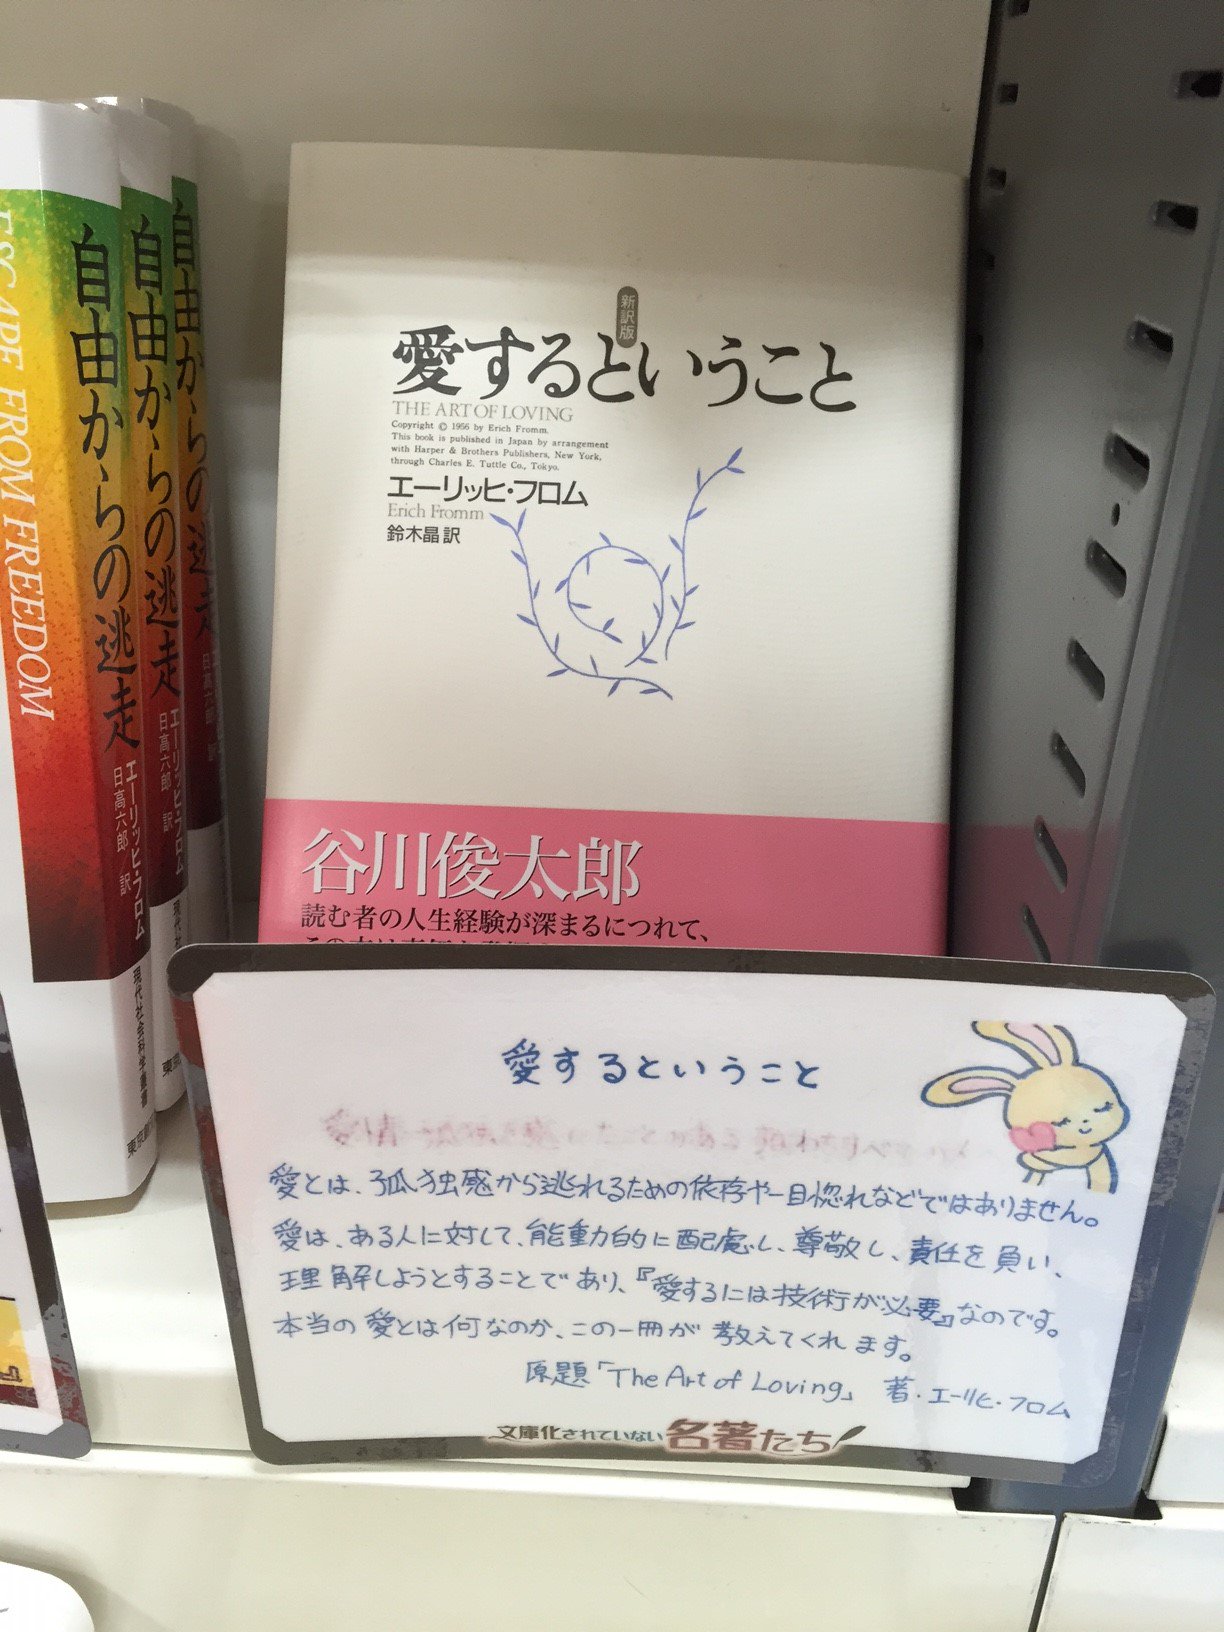 ESCAPE FROM FREEDOM
自由からの逃走
エーリッヒ・フロム
日高六郎 訳
現代社会科学叢書
自由からの逃走
エーリッヒ・フロム
日高六郎 訳
自由からの逃走
新訳版
愛するということ
THE ART OF LOVING
Copyright © 1956 by Erich Fromm.
This book is published in Japan by arrangement
with Harper & Brothers Publishers, New York,
through Charles E. Tuttle Co., Tokyo.
エーリッヒ・フロム
Erich Fromm
鈴木晶 訳
谷川俊太郎
読む者の人生経験が深まるにつれて、
愛するということ
愛とは、孤独感から逃れるための依存や一目惚れなどではありません。
愛は、ある人に対して、能動的に配慮し、尊敬し、責任を負い、
理解しようとすることであり、『愛するには技術が必要』なのです。
本当の愛とは何なのか、この一冊が教えてくれます。
原題「The Art of Loving」 著・エーリヒ・フロム
文庫化されていない名著たち!